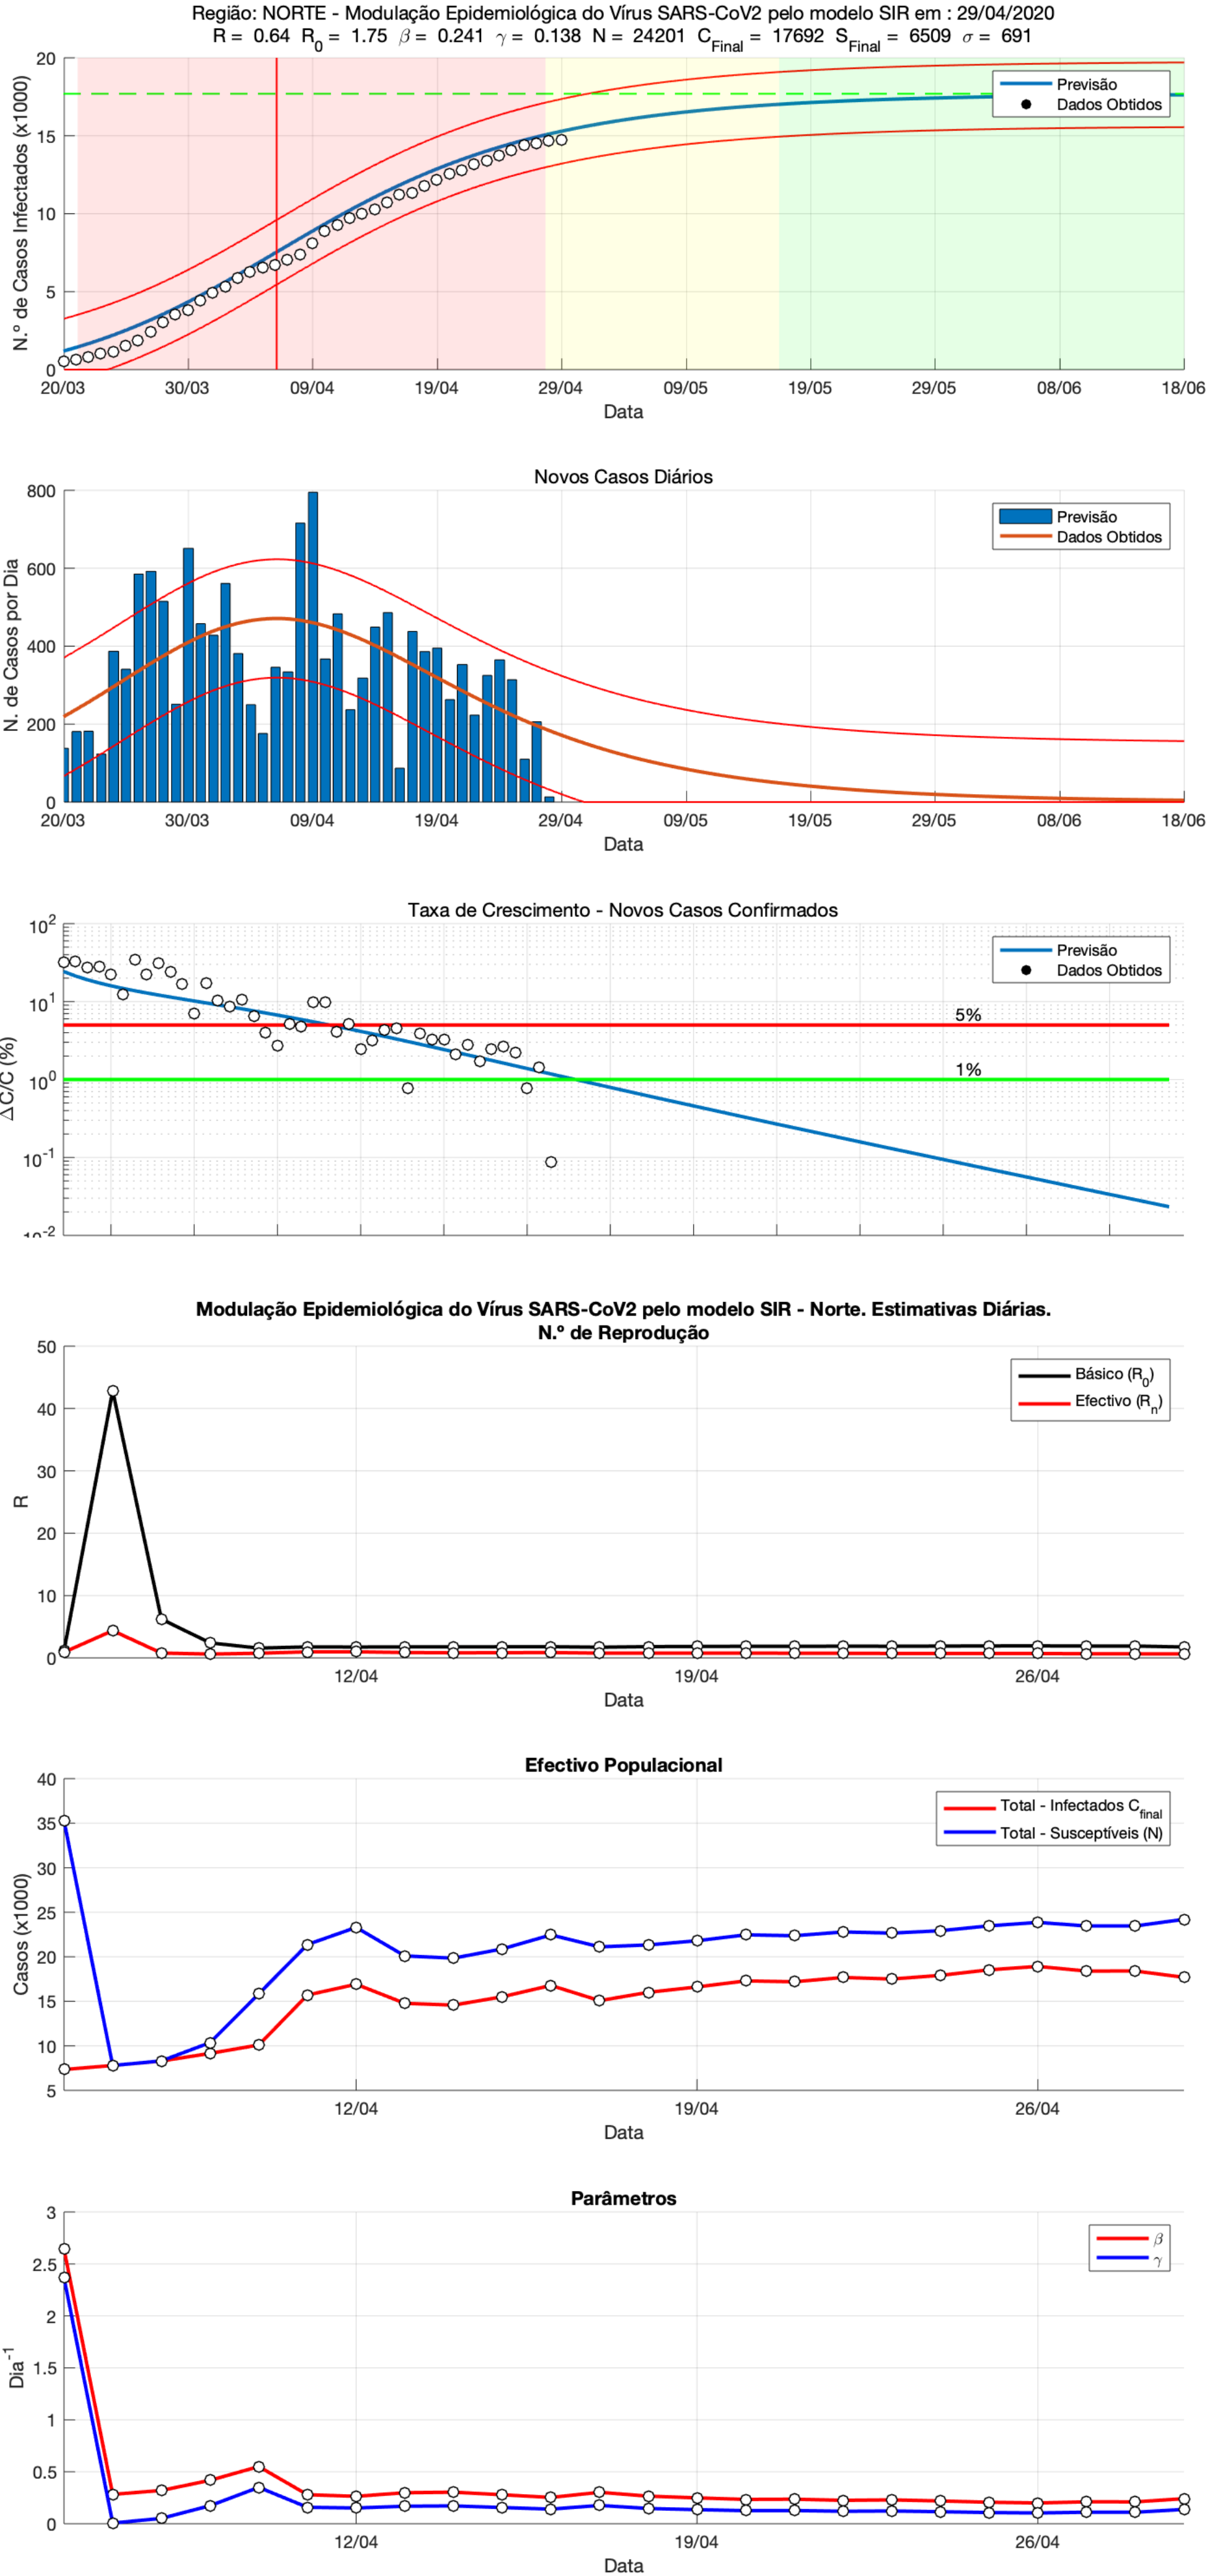 Região: NORTE - Modulação Epidemiológica do Vírus SARS-CoV2 pelo modelo SIR em : 29/04/2020
R = 0.64 R0 = 1.75 β = 0.241 γ = 0.138 N = 24201 CFinal = 17692 SFinal = 6509 σ = 691
N.º de Casos Infectados (x1000)
20
15
10
5
0
Previsão
Dados Obtidos
20/03 30/03 09/04 19/04 29/04 09/05 19/05 29/05 08/06 18/06
Data
Novos Casos Diários
N. de Casos por Dia
800
600
400
200
0
Previsão
Dados Obtidos
20/03 30/03 09/04 19/04 29/04 09/05 19/05 29/05 08/06 18/06
Data
Taxa de Crescimento - Novos Casos Confirmados
ΔC/C (%)
10^2
10^1
10^0
10^-1
10^-2
Previsão
Dados Obtidos
5%
1%
Modulação Epidemiológica do Vírus SARS-CoV2 pelo modelo SIR - Norte. Estimativas Diárias.
N.º de Reprodução
R
50
40
30
20
10
0
Básico (R0)
Efectivo (Rn)
12/04 19/04 26/04
Data
Efectivo Populacional
Casos (x1000)
40
35
30
25
20
15
10
5
Total - Infectados Cfinal
Total - Susceptíveis (N)
12/04 19/04 26/04
Data
Parâmetros
Dia^-1
3
2.5
2
1.5
1
0.5
0
β
γ
12/04 19/04 26/04
Data